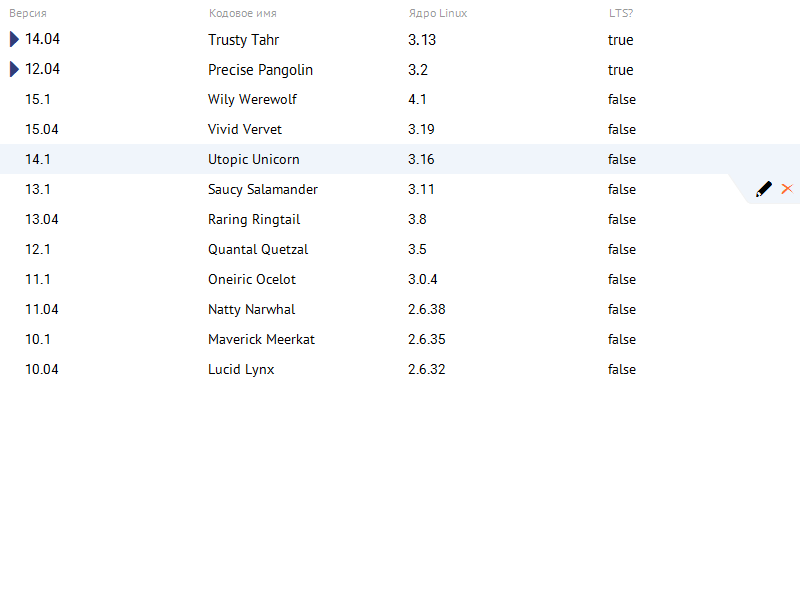 Версия Кодовое имя Ядро Linux LTS?
14.04 Trusty Tahr 3.13 true
12.04 Precise Pangolin 3.2 true
15.1 Wily Werewolf 4.1 false
15.04 Vivid Vervet 3.19 false
14.1 Utopic Unicorn 3.16 false
13.1 Saucy Salamander 3.11 false
13.04 Raring Ringtail 3.8 false
12.1 Quantal Quetzal 3.5 false
11.1 Oneiric Ocelot 3.0.4 false
11.04 Natty Narwhal 2.6.38 false
10.1 Maverick Meerkat 2.6.35 false
10.04 Lucid Lynx 2.6.32 false